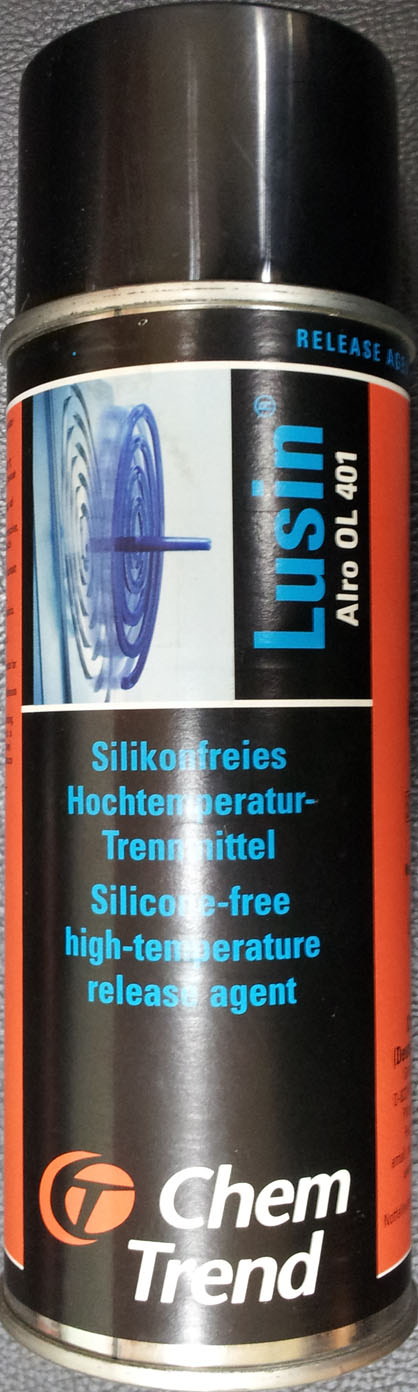 RELEASE
Lusin®
Alro OL 401
Silikonfreies
Hochtemperatur-
Trennmittel
Silicone-free
high-temperature
release agent
Chem
Trend